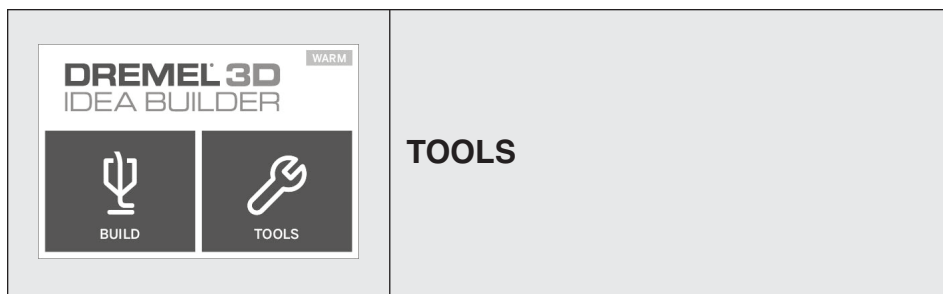 WARM
DREMEL 3D
IDEA BUILDER
BUILD
TOOLS
TOOLS